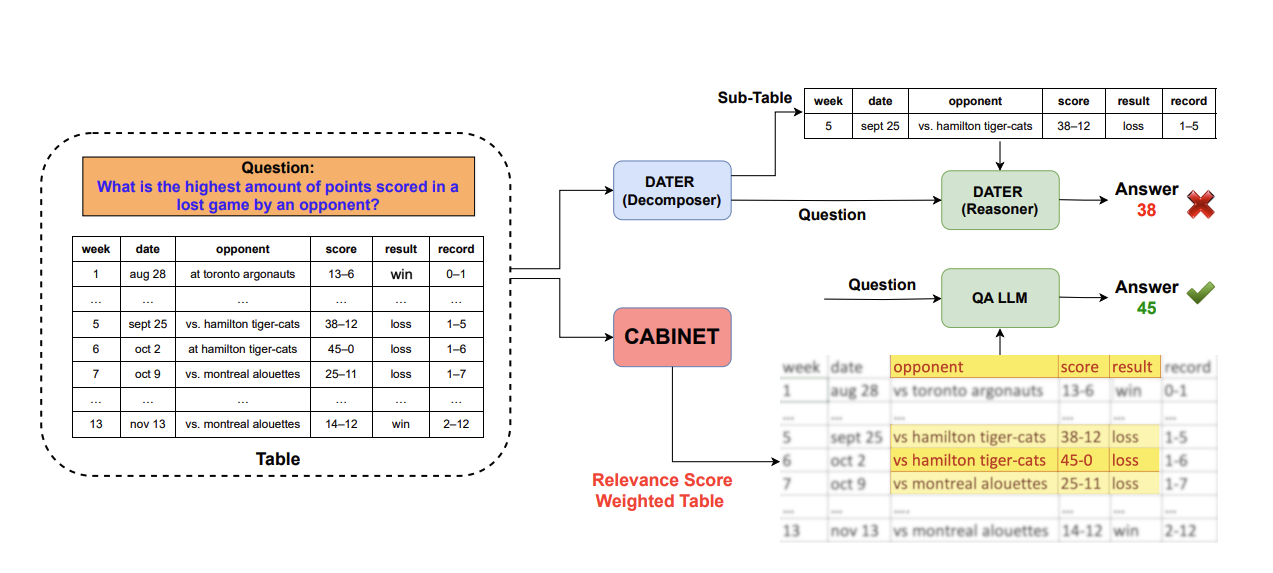 Question:
What is the highest amount of points scored in a
lost game by an opponent?
week date opponent score result record
1 aug 28 at toronto argonauts 13–6 win 0–1
... ... ... ... ... ...
5 sept 25 vs. hamilton tiger-cats 38–12 loss 1–5
6 oct 2 at hamilton tiger-cats 45–0 loss 1–6
7 oct 9 vs. montreal alouettes 25–11 loss 1–7
... ... ... ... ... ...
13 nov 13 vs. montreal alouettes 14–12 win 2–12
Table
DATER
(Decomposer)
CABINET
Sub-Table
week date opponent score result record
5 sept 25 vs. hamilton tiger-cats 38–12 loss 1–5
Question
DATER
(Reasoner)
Answer
38
Question
QA LLM
Answer
45
Relevance Score
Weighted Table
week date opponent score result record
1 aug 28 vs toronto argonauts 13-6 win 0-1
... ... ... ... ... ...
5 sept 25 vs hamilton tiger-cats 38-12 loss 1-5
6 oct 2 vs hamilton tiger-cats 45-0 loss 1-6
7 oct 9 vs montreal alouettes 25-11 loss 1-7
... ... .... ... ... ...
13 nov 13 vs montreal alouettes 14-12 win 2-12